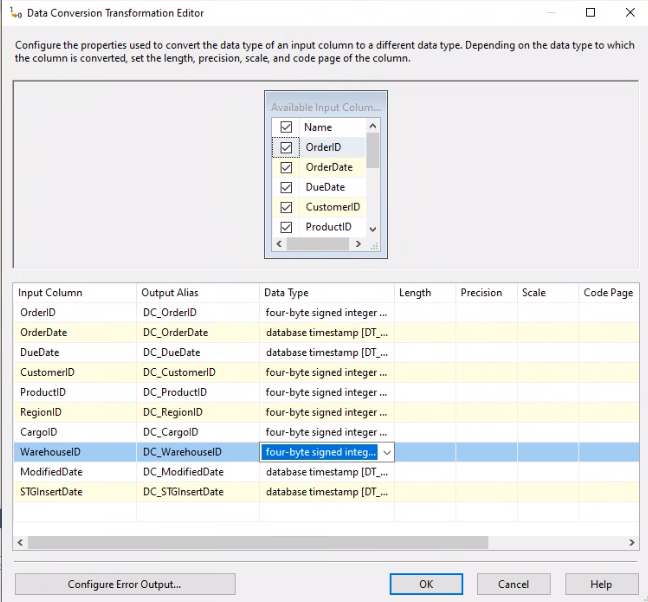 Data Conversion Transformation Editor
Configure the properties used to convert the data type of an input column to a different data type. Depending on the data type to which
the column is converted, set the length, precision, scale, and code page of the column.
Available Input Colum...
Name
OrderID
OrderDate
DueDate
CustomerID
ProductID
Input Column Output Alias Data Type Length Precision Scale Code Page
OrderID DC_OrderID four-byte signed integer ...
OrderDate DC_OrderDate database timestamp [DT_...
DueDate DC_DueDate database timestamp [DT_...
CustomerID DC_CustomerID four-byte signed integer ...
ProductID DC_ProductID four-byte signed integer ...
RegionID DC_RegionID four-byte signed integer ...
CargoID DC_CargoID four-byte signed integer ...
WarehouseID DC_WarehouseID four-byte signed integ...
ModifiedDate DC_ModifiedDate database timestamp [DT_...
STGInsertDate DC_STGInsertDate database timestamp [DT_...
Configure Error Output... OK Cancel Help